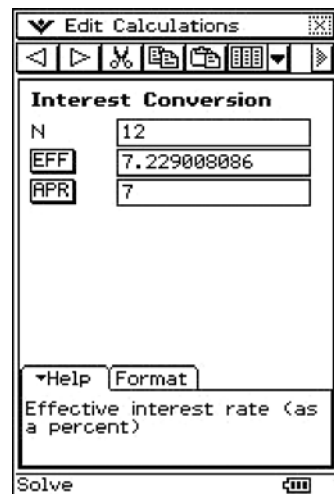 Edit Calculations
Interest Conversion
N 12
EFF 7.229008086
APR 7
Help Format
Effective interest rate (as
a percent)
Solve